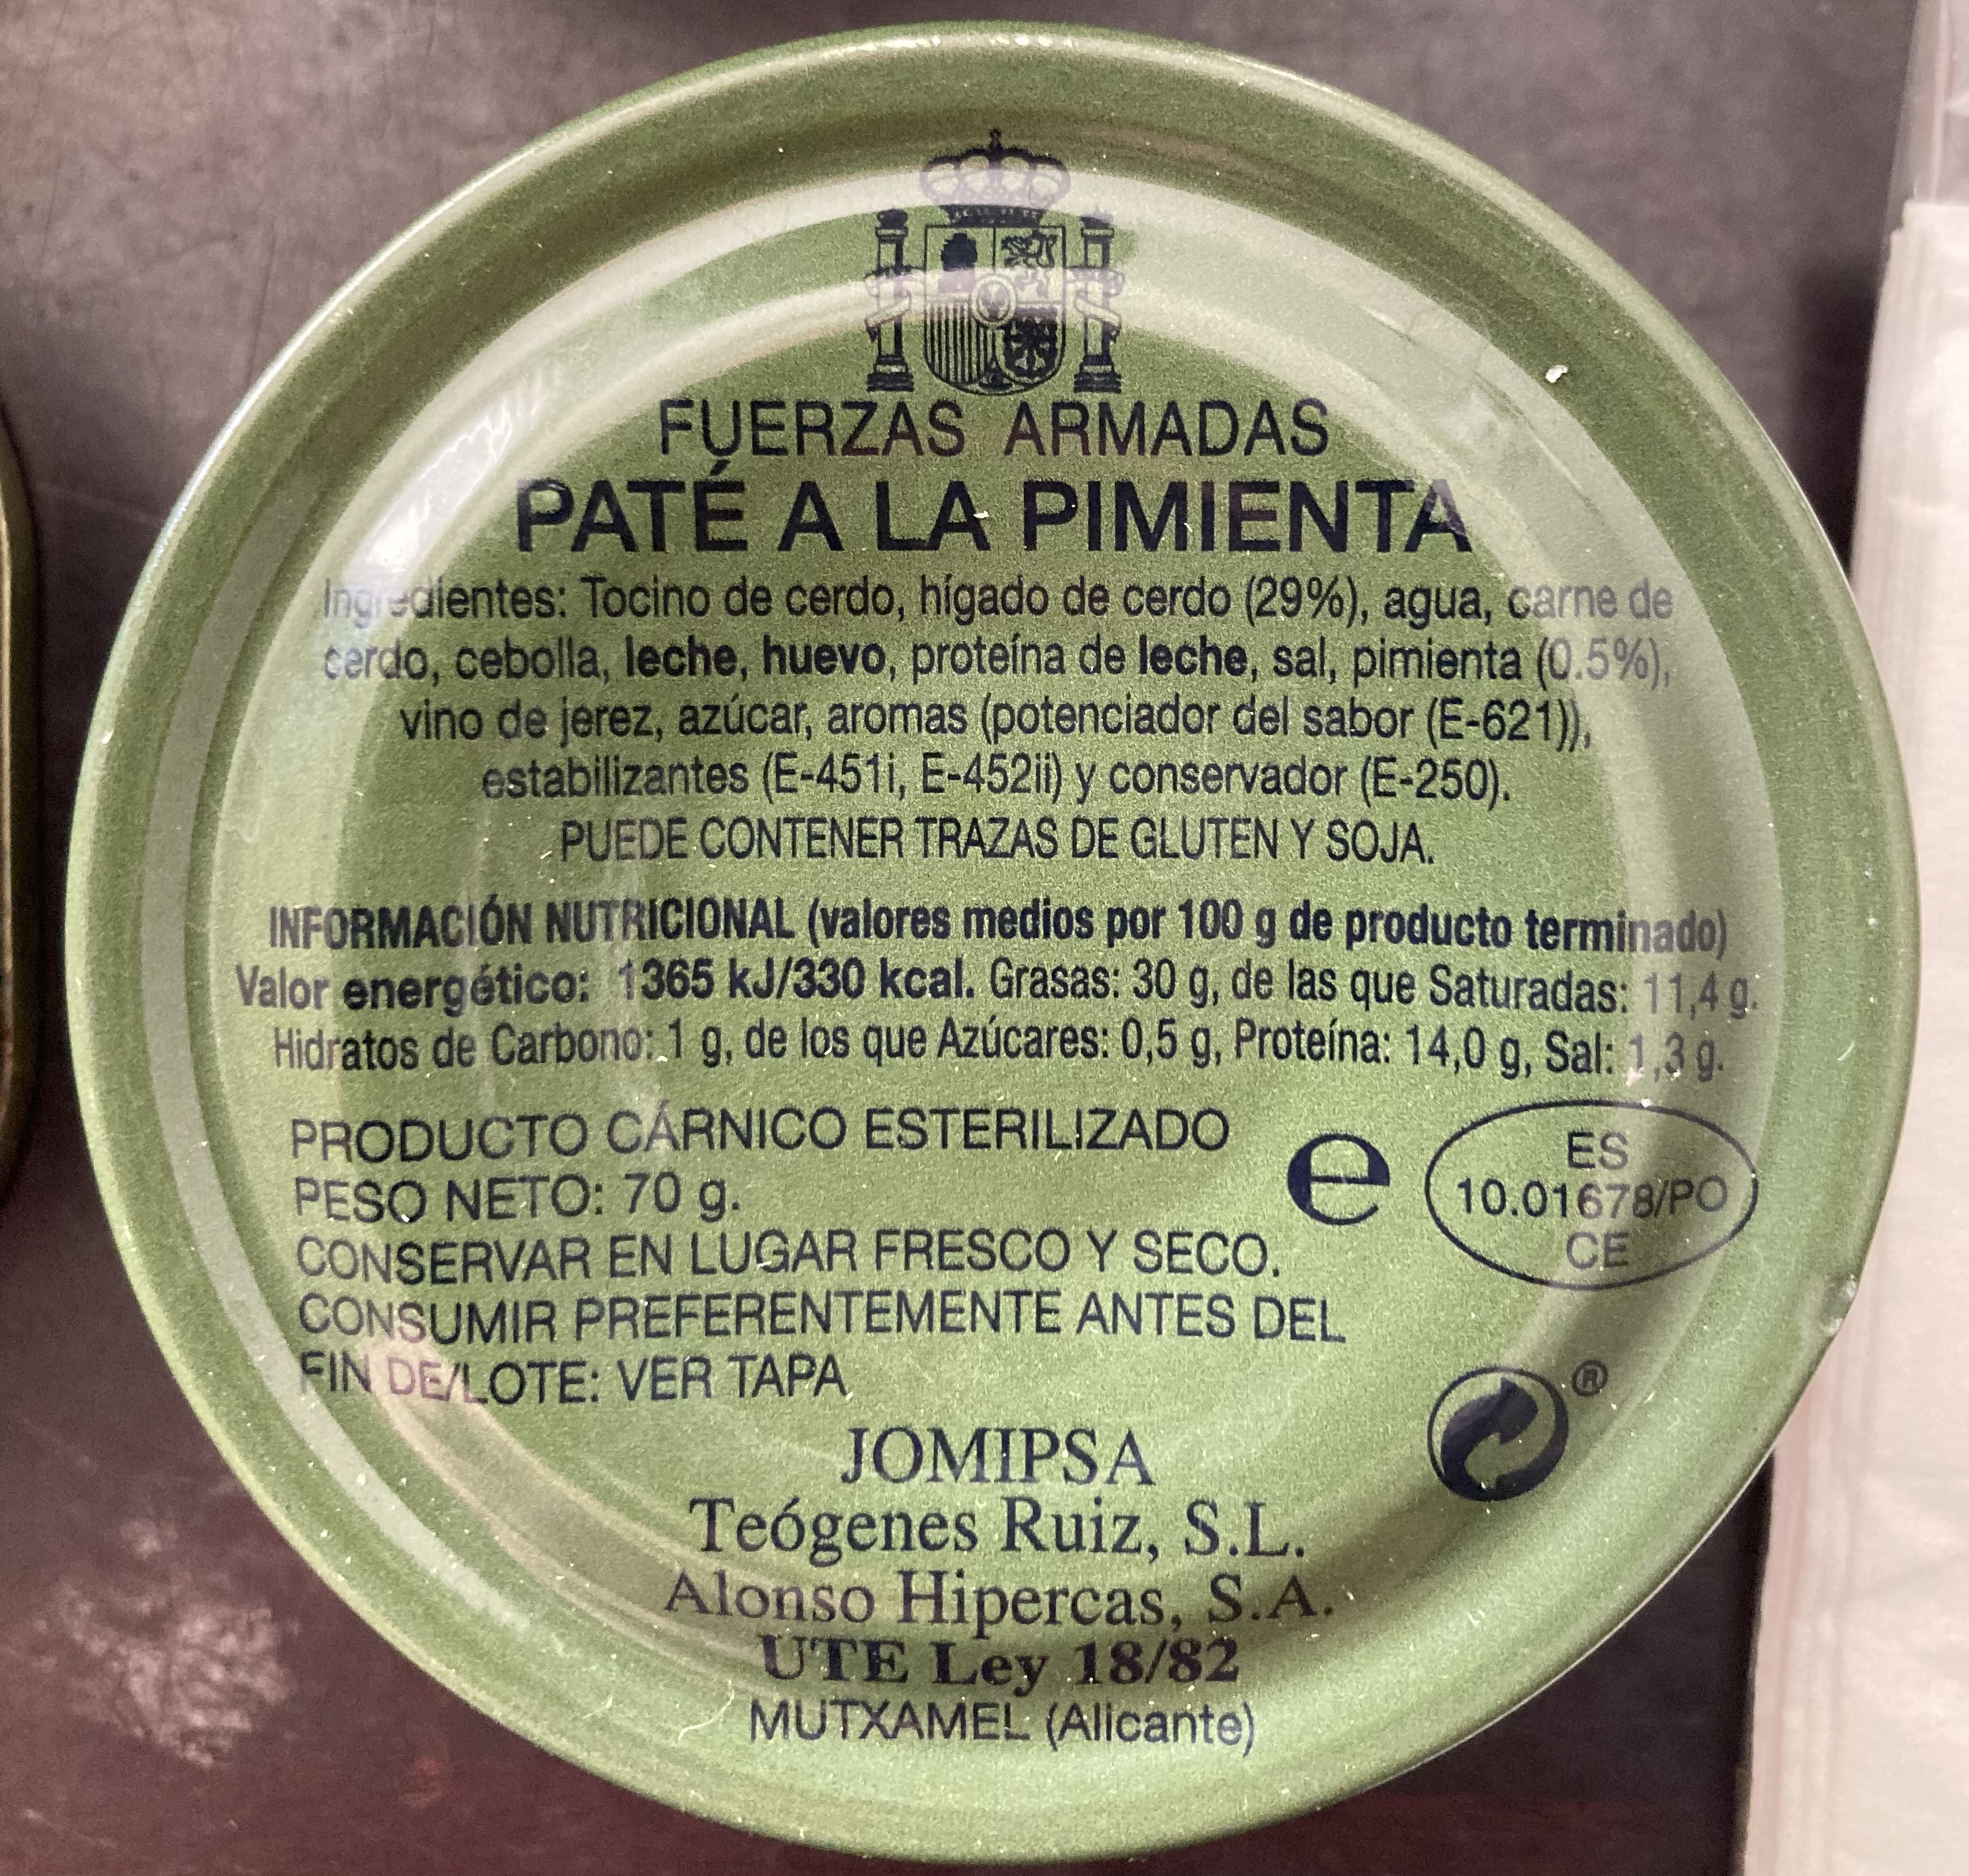 FUERZAS ARMADAS
PATÉ A LA PIMIENTA
Ingredientes: Tocino de cerdo, hígado de cerdo (29%), agua, carne de
cerdo, cebolla, leche, huevo, proteína de leche, sal, pimienta (0.5%),
vino de jerez, azúcar, aromas (potenciador del sabor (E-621)),
estabilizantes (E-451i, E-452ii) y conservador (E-250).
PUEDE CONTENER TRAZAS DE GLUTEN Y SOJA.
INFORMACIÓN NUTRICIONAL (valores medios por 100 g de producto terminado)
Valor energético: 1365 kJ/330 kcal. Grasas: 30 g, de las que Saturadas: 11,4 g.
Hidratos de Carbono: 1 g, de los que Azúcares: 0,5 g, Proteína: 14,0 g, Sal: 1,3 g.
PRODUCTO CÁRNICO ESTERILIZADO
PESO NETO: 70 g.
e
ES
10.01678/PO
CE
CONSERVAR EN LUGAR FRESCO Y SECO.
CONSUMIR PREFERENTEMENTE ANTES DEL
FIN DE/LOTE: VER TAPA
®
JOMIPSA
Teógenes Ruiz, S.L.
Alonso Hipercas, S.A.
UTE Ley 18/82
MUTXAMEL (Alicante)